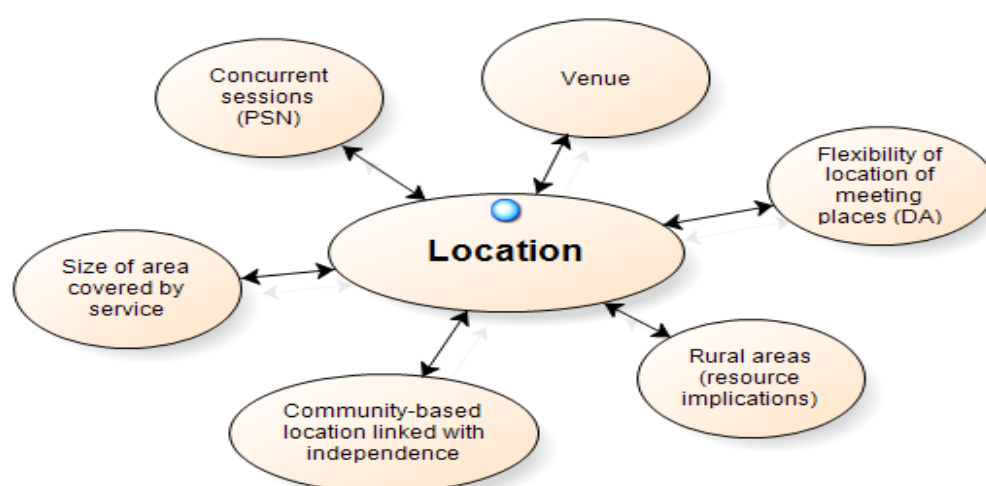 Concurrent
sessions
(PSN)
Venue
Flexibility of
location of
meeting
places (DA)
Location
Size of area
covered by
service
Rural areas
(resource
implications)
Community-based
location linked with
independence